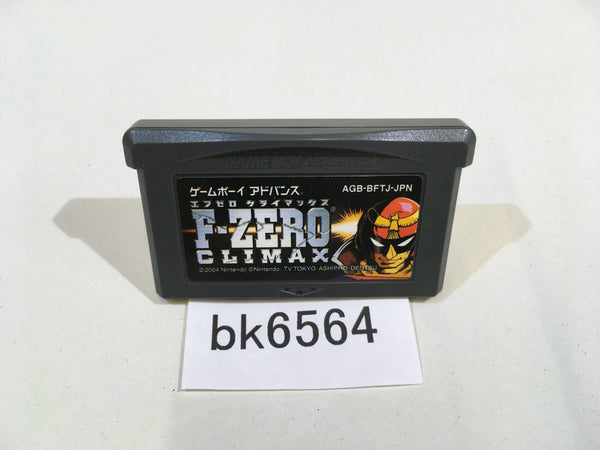 GAME BOY ADVANCE
ゲームボーイ アドバンス AGB-BFTJ-JPN
エフゼロ クライマックス
F-ZERO
CLIMAX
©2004 Nintendo ©Nintendo・TV TOKYO・ASHIPRO・DENTSU
bk6564